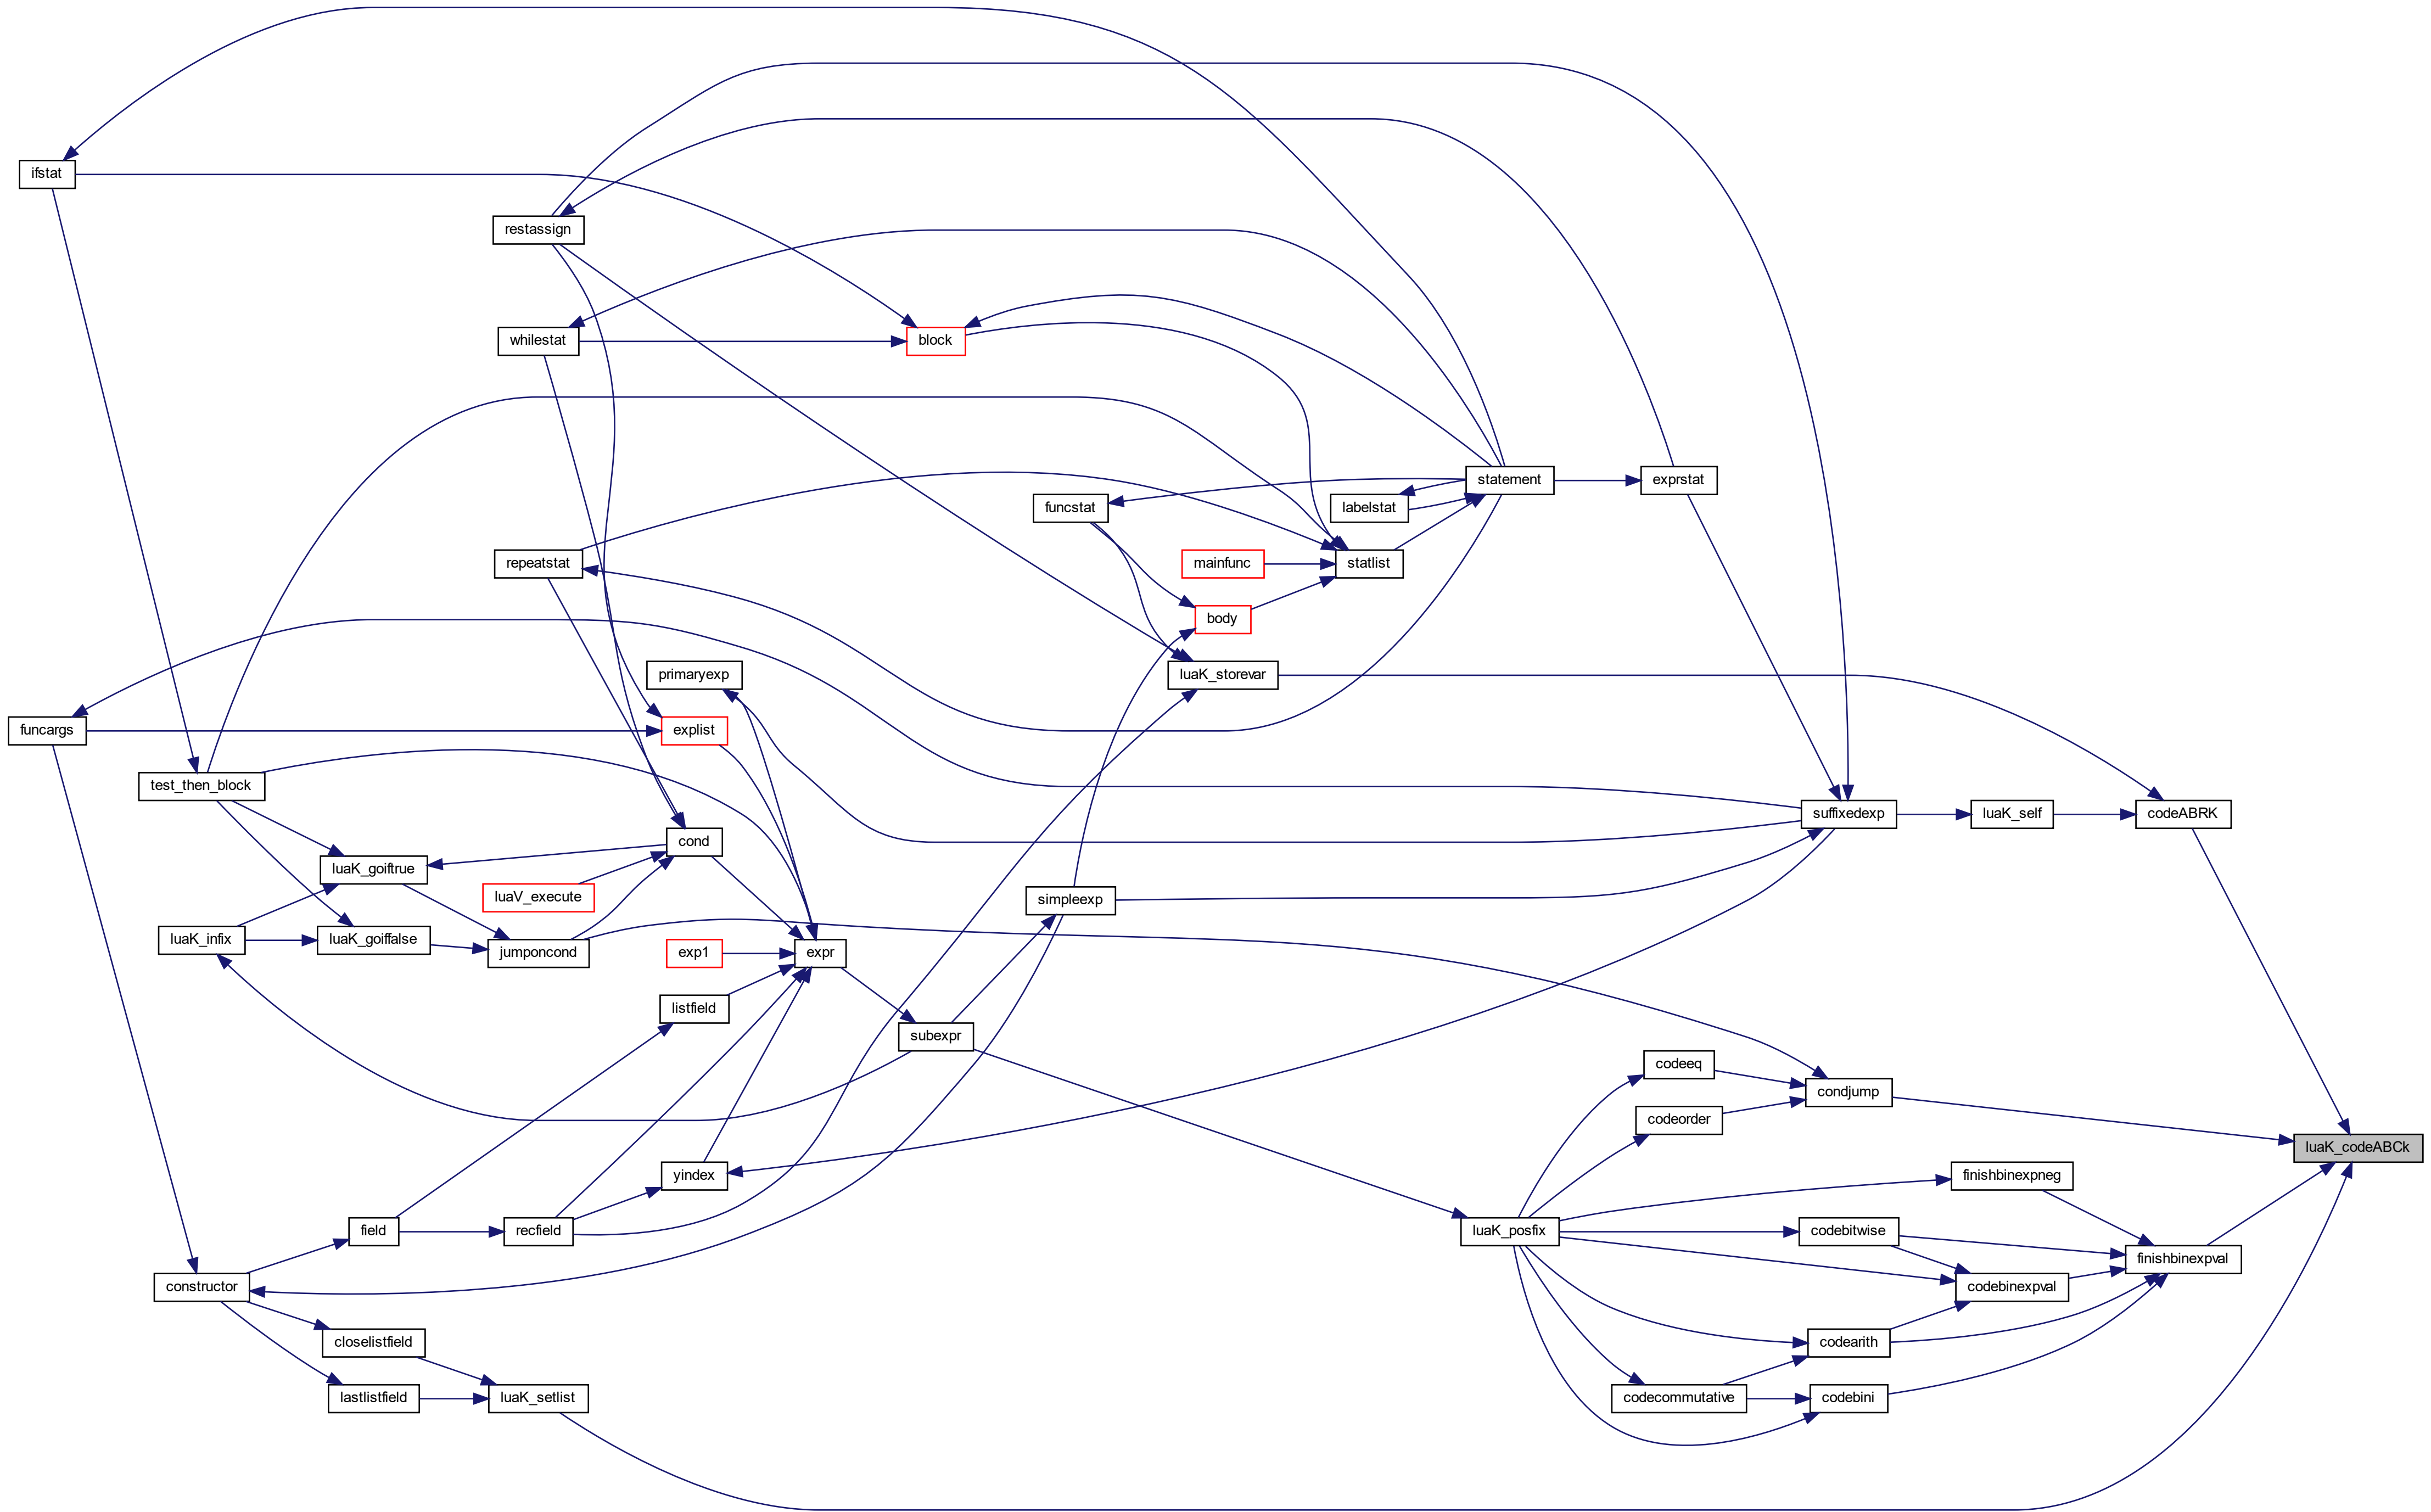 ifstat
restassign
whilestat
block
statement
exprstat
funcstat
labelstat
repeatstat
mainfunc
statlist
body
primaryexp
luaK_storevar
funcargs
explist
test_then_block
suffixedexp
luaK_self
codeABRK
cond
luaK_goiftrue
luaV_execute
simpleexp
luaK_infix
luaK_goiffalse
jumponcond
exp1
expr
listfield
subexpr
codeeq
condjump
codeorder
luaK_codeABCk
yindex
finishbinexpneg
field
recfield
luaK_posfix
codebitwise
finishbinexpval
constructor
codebinexpval
closelistfield
codearith
lastlistfield
luaK_setlist
codecommutative
codebini